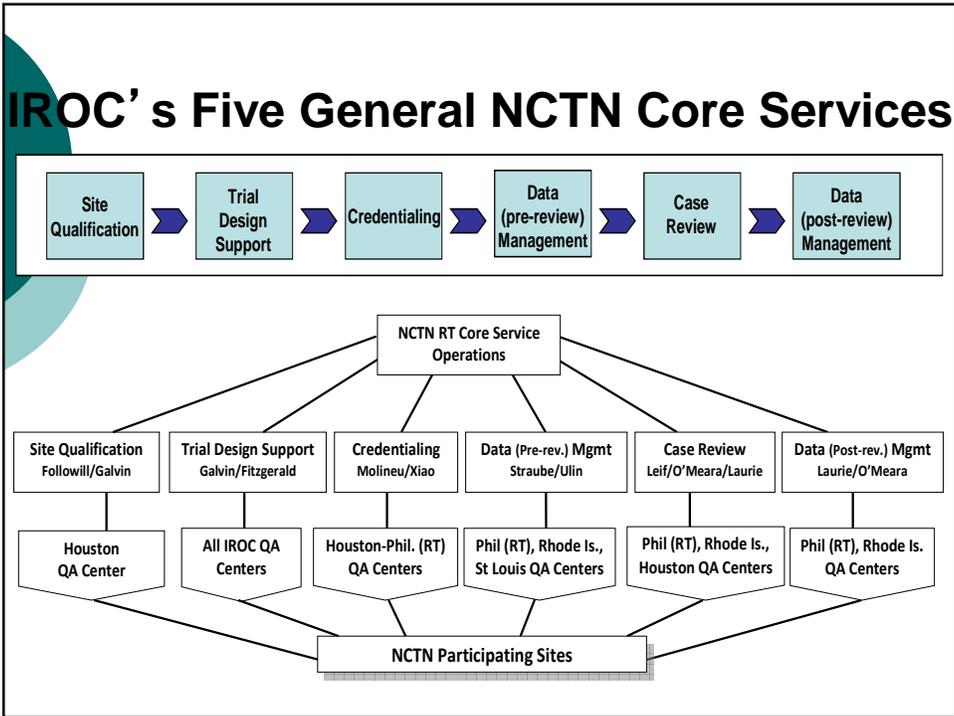 IROC's Five General NCTN Core Services
Site
Qualification
Trial
Design
Support
Credentialing
Data
(pre-review)
Management
Case
Review
Data
(post-review)
Management
NCTN RT Core Service
Operations
Site Qualification
Followill/Galvin
Trial Design Support
Galvin/Fitzgerald
Credentialing
Molineu/Xiao
Data (Pre-rev.) Mgmt
Straube/Ulin
Case Review
Leif/O'Meara/Laurie
Data (Post-rev.) Mgmt
Laurie/O'Meara
Houston
QA Center
All IROC QA
Centers
Houston-Phil. (RT)
QA Centers
Phil (RT), Rhode Is.,
St Louis QA Centers
Phil (RT), Rhode Is.,
Houston QA Centers
Phil (RT), Rhode Is.
QA Centers
NCTN Participating Sites